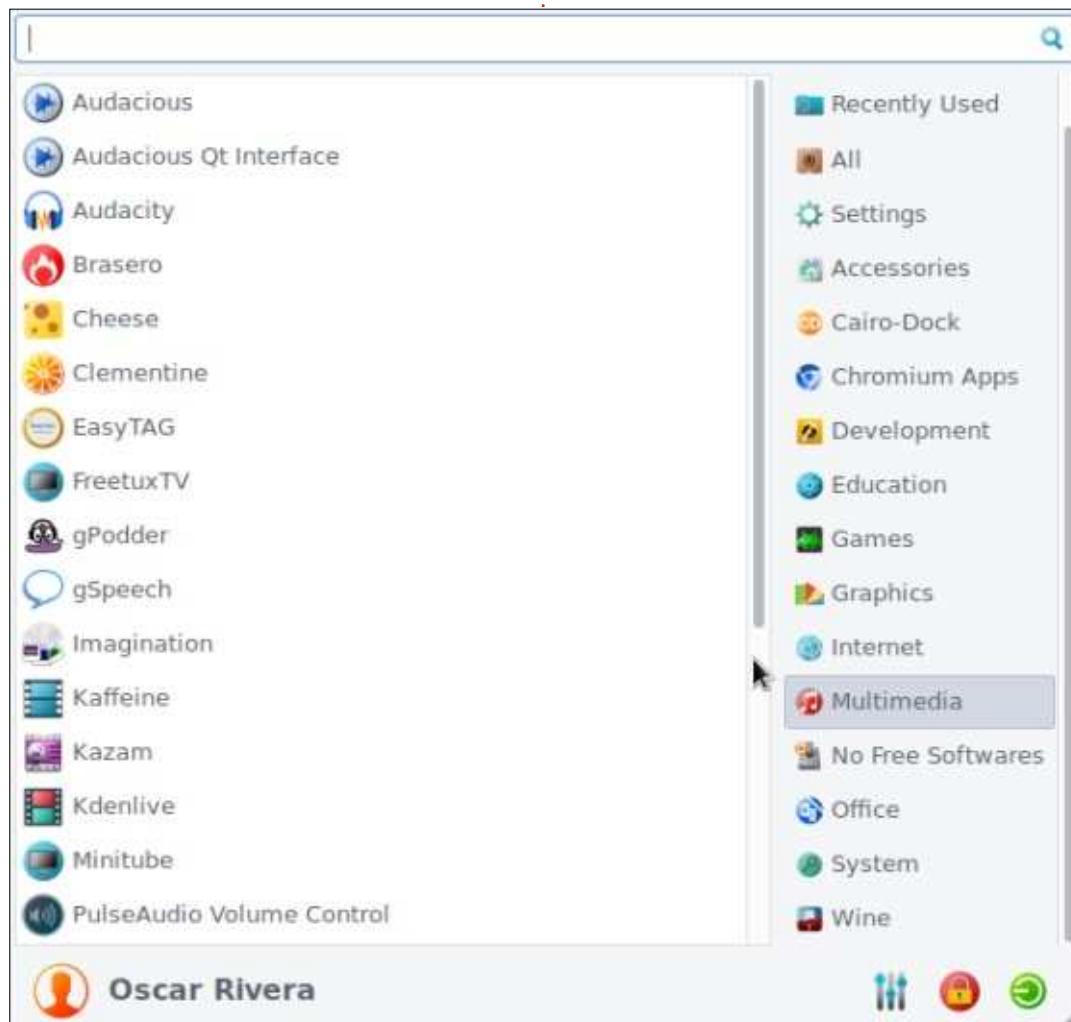 Audacious
Audacious Qt Interface
Audacity
Brasero
Cheese
Clementine
EasyTAG
FreetuxTV
gPodder
gSpeech
Imagination
Kaffeine
Kazam
Kdenlive
Minitube
PulseAudio Volume Control
Recently Used
All
Settings
Accessories
Cairo-Dock
Chromium Apps
Development
Education
Games
Graphics
Internet
Multimedia
No Free Softwares
Office
System
Wine
Oscar Rivera